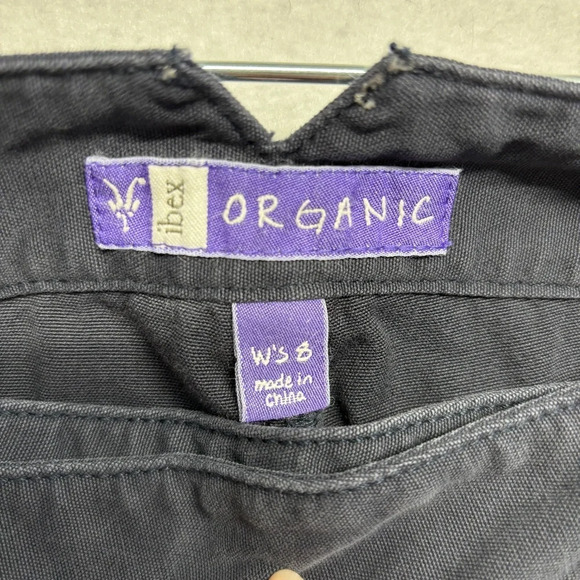 ibex
ORGANIC
W's 8
made in
china